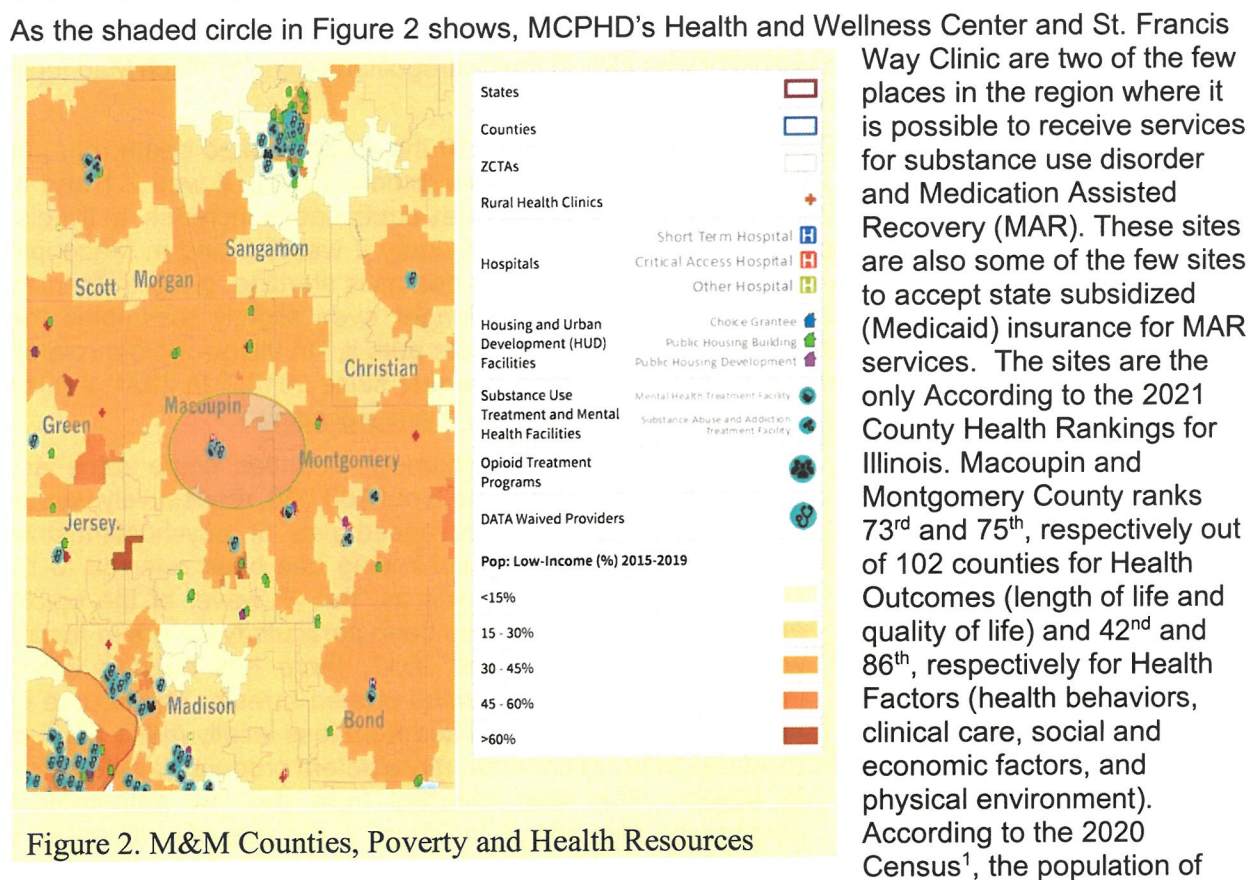 As the shaded circle in Figure 2 shows, MCPHD's Health and Wellness Center and St. Francis
Way Clinic are two of the few
places in the region where it
is possible to receive services
for substance use disorder
and Medication Assisted
Recovery (MAR). These sites
are also some of the few sites
to accept state subsidized
(Medicaid) insurance for MAR
services.  The sites are the
only According to the 2021
County Health Rankings for
Illinois. Macoupin and
Montgomery County ranks
73rd and 75th, respectively out
of 102 counties for Health
Outcomes (length of life and
quality of life) and 42nd and
86th, respectively for Health
Factors (health behaviors,
clinical care, social and
economic factors, and
physical environment).
According to the 2020
Census1, the population of
Sangamon
Scott
Morgan
Christian
Macoupin
Green
Montgomery
Jersey.
Madison
Bond
States
Counties
ZCTAs
Rural Health Clinics
Hospitals
Short Term Hospital H
Critical Access Hospital H
Other Hospital H
Housing and Urban
Development (HUD)
Facilities
Choice Grantee
Public Housing Building
Public Housing Development
Substance Use
Treatment and Mental
Health Facilities
Mental Health Treatment Facility
Substance Abuse and Addiction
Treatment Facility
Opioid Treatment
Programs
DATA Waived Providers
Pop: Low-Income (%) 2015-2019
<15%
15 - 30%
30 - 45%
45 - 60%
>60%
Figure 2. M&M Counties, Poverty and Health Resources